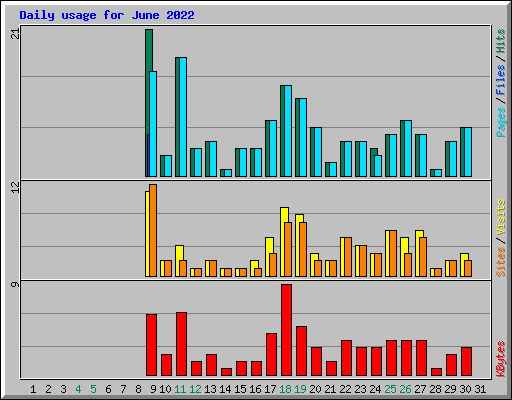 Daily usage for June 2022
21
Pages / Files / Hits
12
Sites / Visits
9
KBytes
1 2 3 4 5 6 7 8 9 10 11 12 13 14 15 16 17 18 19 20 21 22 23 24 25 26 27 28 29 30 31